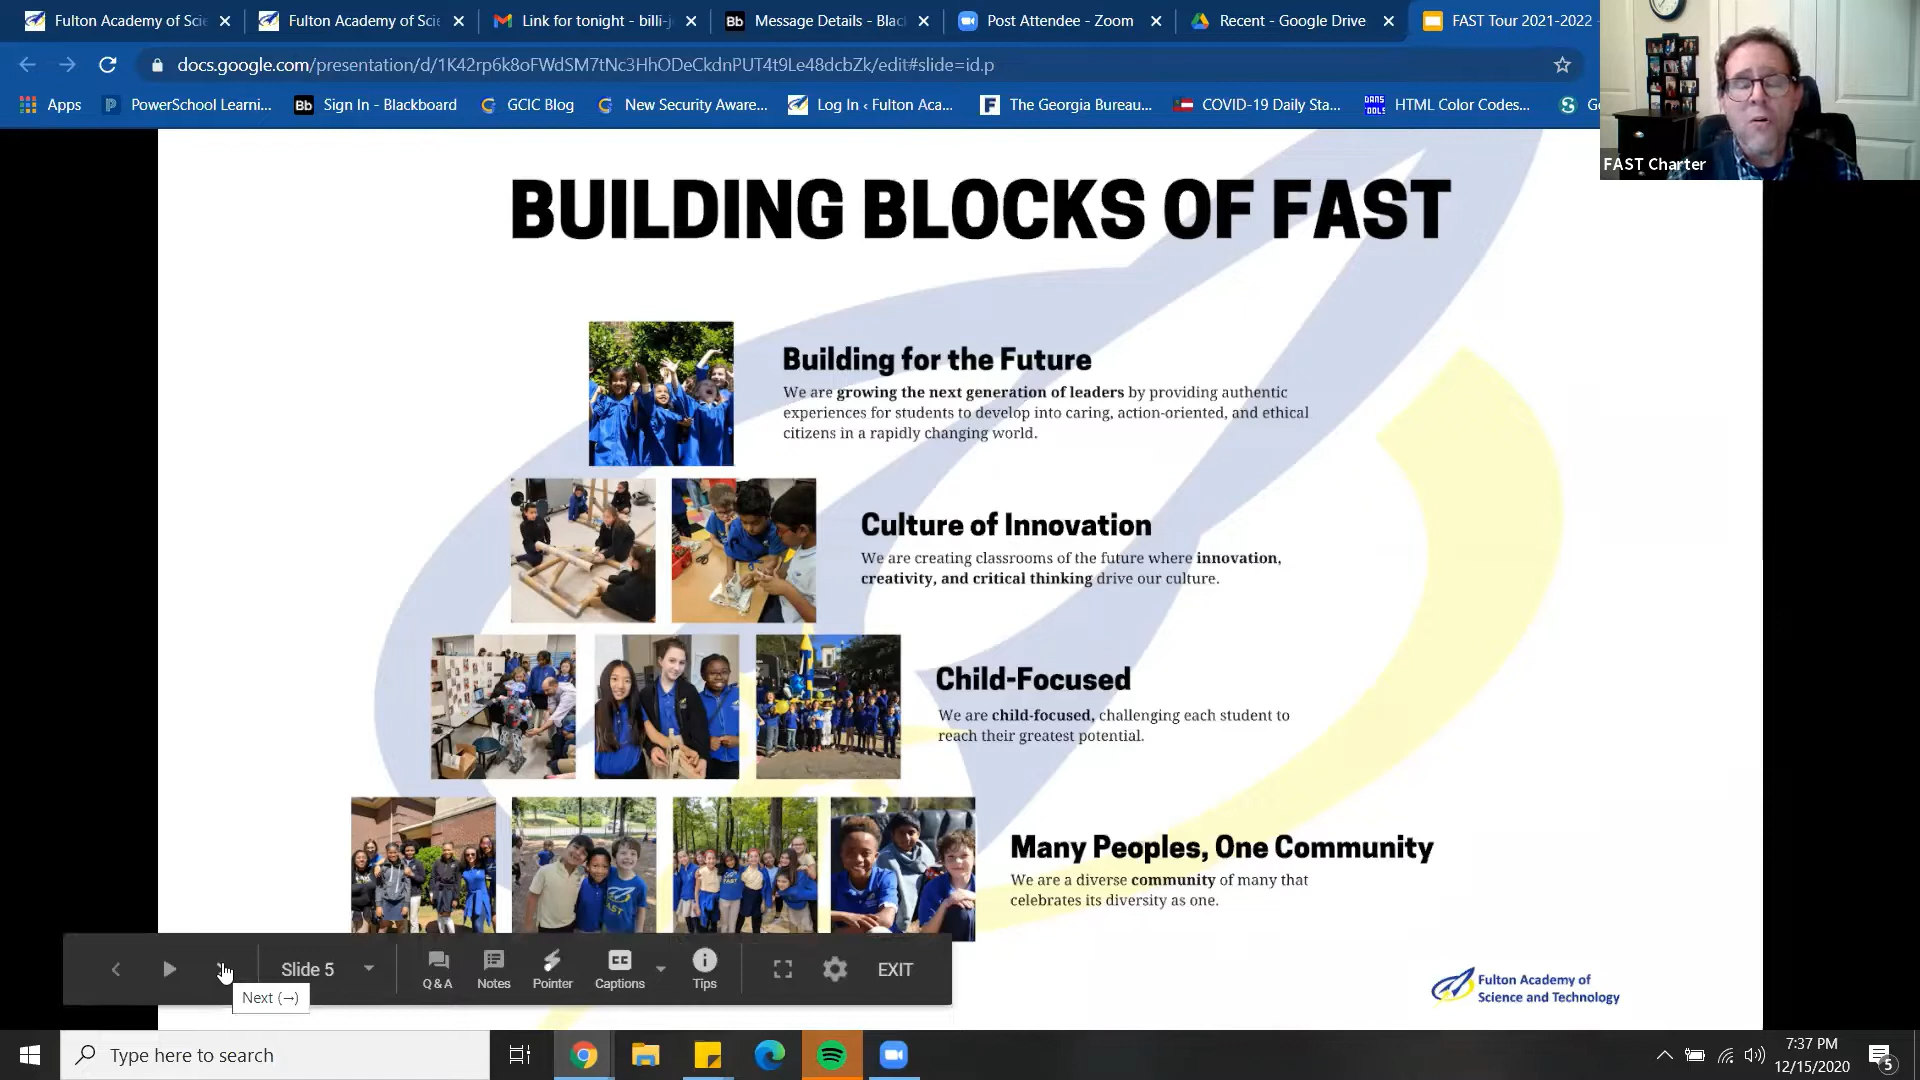 Fulton Academy of Scie
Fulton Academy of Scie
Link for tonight - billi-j
Bb Message Details - Blac
Post Attendee - Zoom
Recent - Google Drive
FAST Tour 2021-2022 -
docs.google.com/presentation/d/1K42rp6k8oFWdSM7tNc3HhODeCkdnPUT4t9Le48dcbZk/edit#slide=id.p
Apps
PowerSchool Learni...
Bb Sign In - Blackboard
GCIC Blog
New Security Aware...
Log In ‹ Fulton Aca...
F The Georgia Bureau...
COVID-19 Daily Sta...
HTML Color Codes...
FAST Charter
BUILDING BLOCKS OF FAST
Building for the Future
We are growing the next generation of leaders by providing authentic
experiences for students to develop into caring, action-oriented, and ethical
citizens in a rapidly changing world.
Culture of Innovation
We are creating classrooms of the future where innovation,
creativity, and critical thinking drive our culture.
Child-Focused
We are child-focused, challenging each student to
reach their greatest potential.
Many Peoples, One Community
We are a diverse community of many that
celebrates its diversity as one.
FAST
Slide 5
Q & A
Notes
Pointer
CC
Captions
Tips
EXIT
Next (→)
Fulton Academy of
Science and Technology
Type here to search
7:37 PM
12/15/2020
5